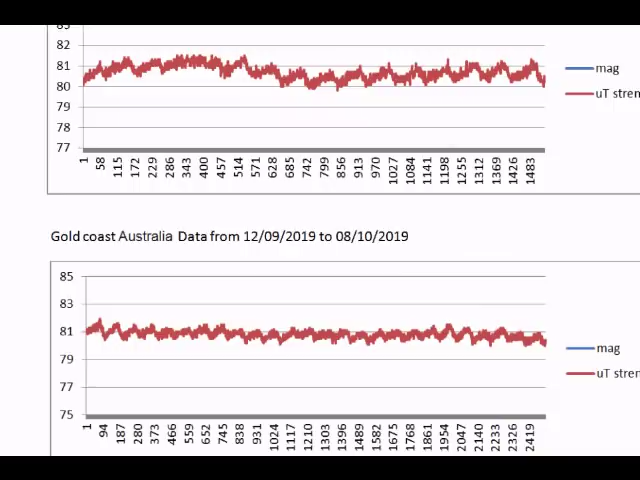 83
82
81
80
79
78
77
1 58 115 172 229 286 343 400 457 514 571 628 685 742 799 856 913 970 1027 1084 1141 1198 1255 1312 1369 1426 1483
mag
uT stren
Gold coast Australia Data from 12/09/2019 to 08/10/2019
85
83
81
79
77
75
1 94 187 280 373 466 559 652 745 838 931 1024 1117 1210 1303 1396 1489 1582 1675 1768 1861 1954 2047 2140 2233 2326 2419
mag
uT stren